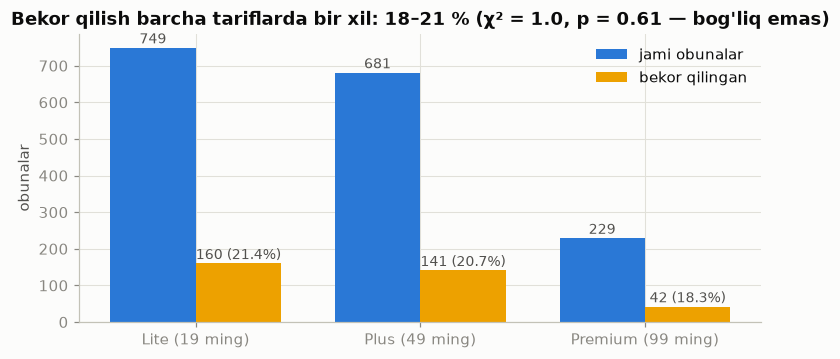 Bekor qilish barcha tariflarda bir xil: 18–21 % (χ² = 1.0, p = 0.61 — bog'liq emas)
jami obunalar
bekor qilingan
obunalar
700
600
500
400
300
200
100
0
749
160 (21.4%)
681
141 (20.7%)
229
42 (18.3%)
Lite (19 ming)
Plus (49 ming)
Premium (99 ming)